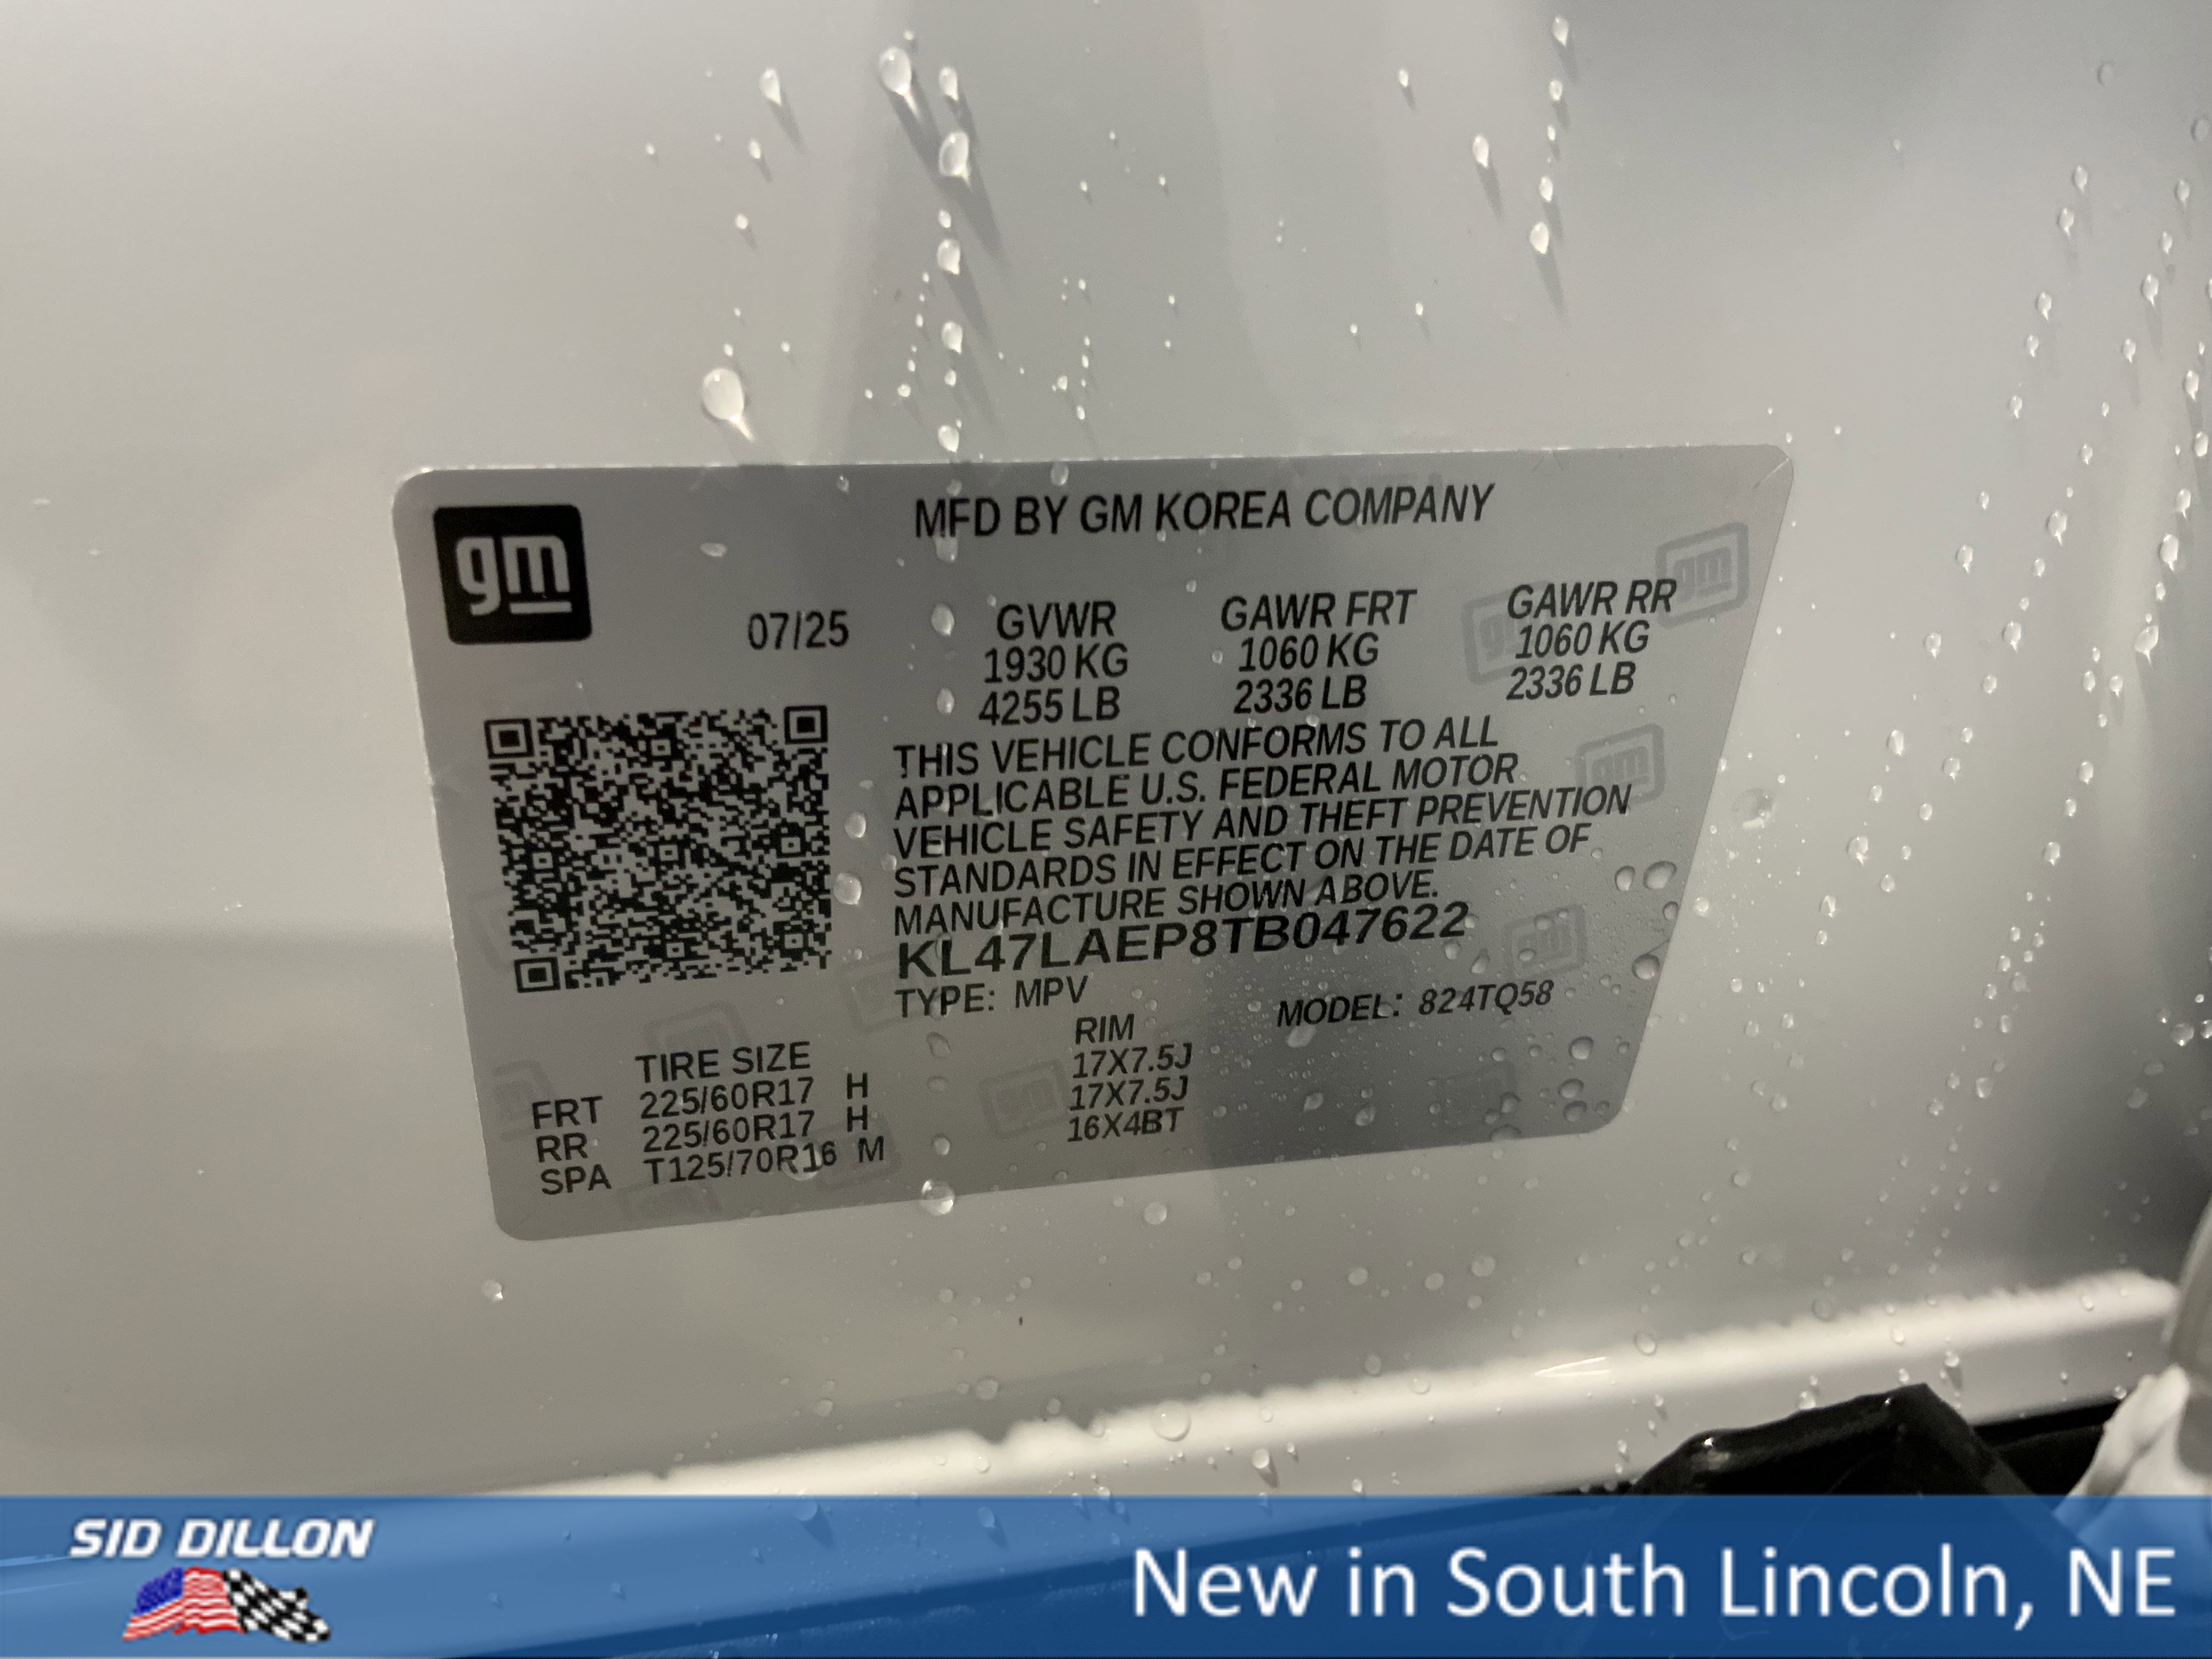 gm
MFD BY GM KOREA COMPANY
07/25
GVWR GAWR FRT GAWR RR
1930 KG 1060 KG 1060 KG
4255 LB 2336 LB 2336 LB
THIS VEHICLE CONFORMS TO ALL
APPLICABLE U.S. FEDERAL MOTOR
VEHICLE SAFETY AND THEFT PREVENTION
STANDARDS IN EFFECT ON THE DATE OF
MANUFACTURE SHOWN ABOVE.
KL47LAEP8TB047622
TYPE: MPV MODEL: 824TQ58
TIRE SIZE RIM
FRT 225/60R17 H 17X7.5J
RR 225/60R17 H 17X7.5J
SPA T125/70R16 M 16X4BT
SID DILLON
New in South Lincoln, NE